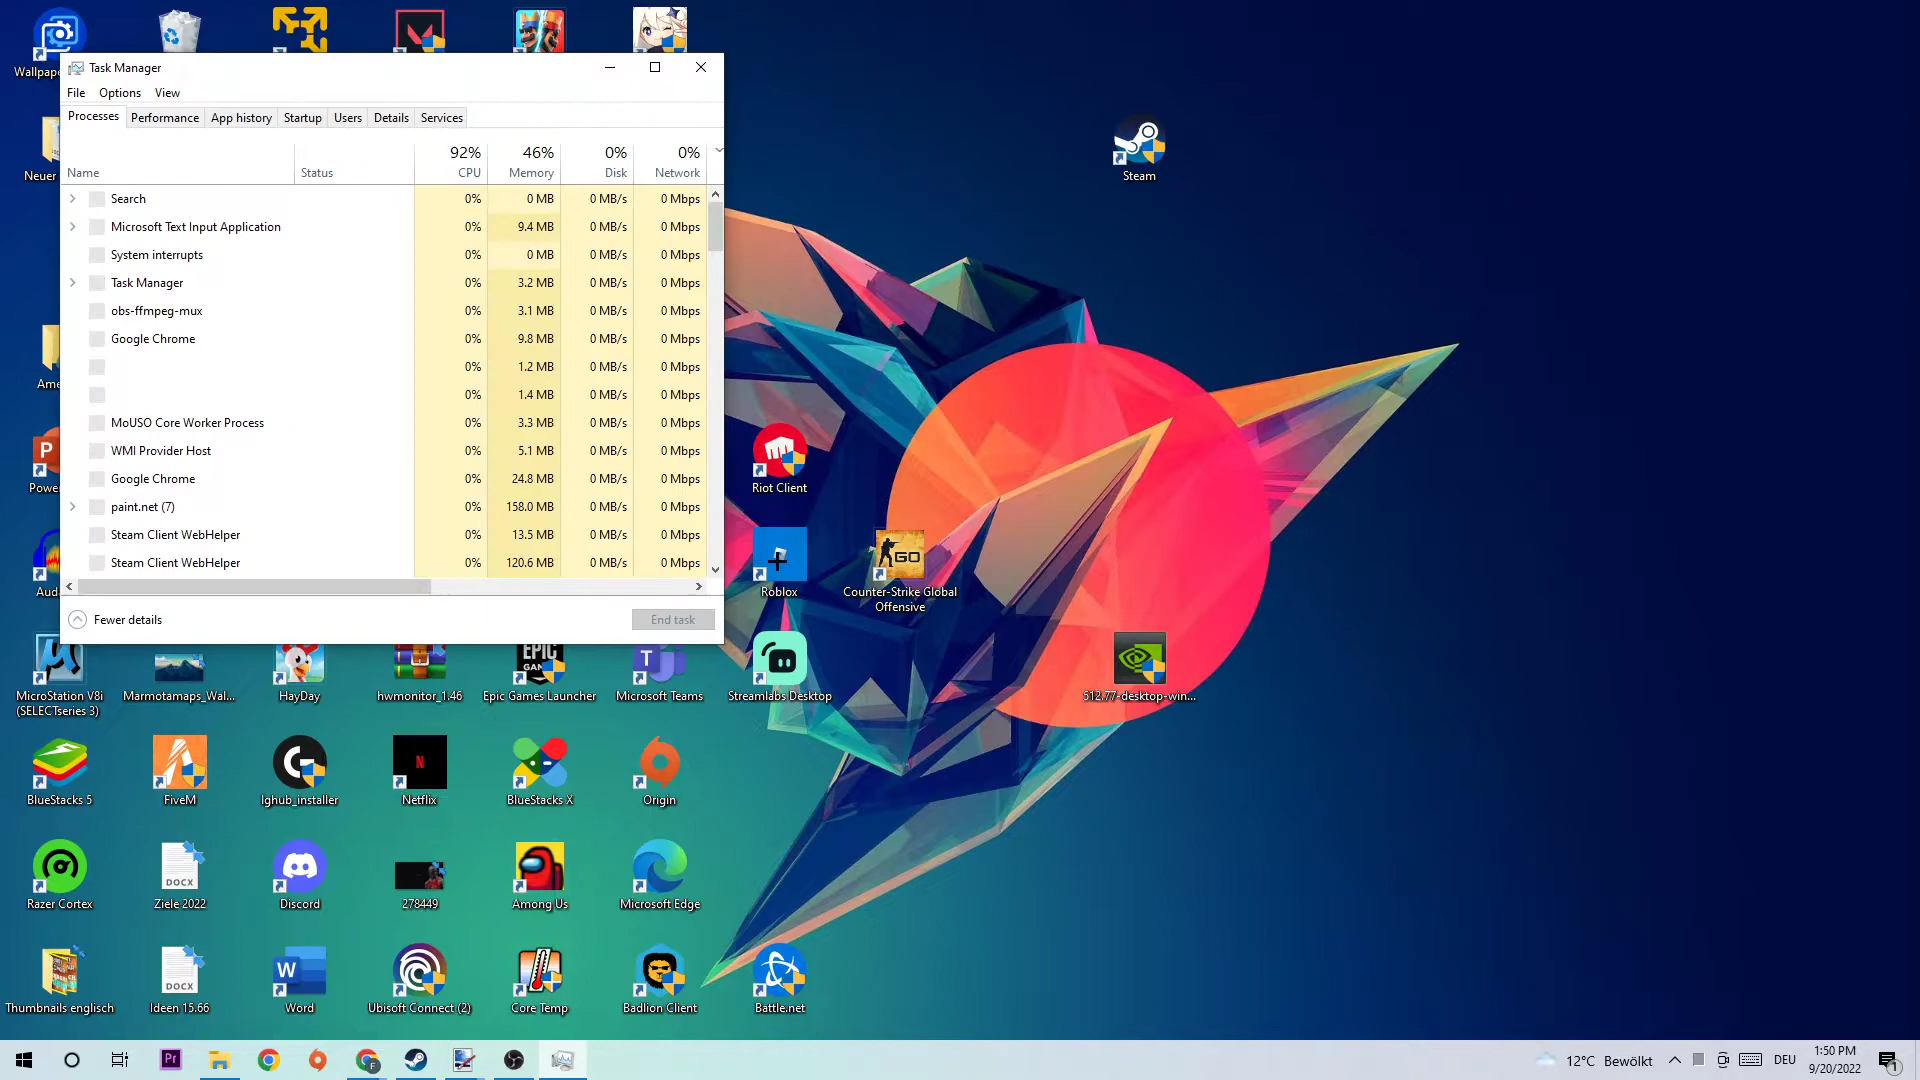 Task Manager
File Options View
Processes Performance App history Startup Users Details Services
92% 46% 0% 0%
Name Status CPU Memory Disk Network
Search 0% 0 MB 0 MB/s 0 Mbps
Microsoft Text Input Application 0% 9.4 MB 0 MB/s 0 Mbps
System interrupts 0% 0 MB 0 MB/s 0 Mbps
Task Manager 0% 3.2 MB 0 MB/s 0 Mbps
obs-ffmpeg-mux 0% 3.1 MB 0 MB/s 0 Mbps
Google Chrome 0% 9.8 MB 0 MB/s 0 Mbps
0% 1.2 MB 0 MB/s 0 Mbps
0% 1.4 MB 0 MB/s 0 Mbps
MoUSO Core Worker Process 0% 3.3 MB 0 MB/s 0 Mbps
WMI Provider Host 0% 5.1 MB 0 MB/s 0 Mbps
Google Chrome 0% 24.8 MB 0 MB/s 0 Mbps
paint.net (7) 0% 158.0 MB 0 MB/s 0 Mbps
Steam Client WebHelper 0% 13.5 MB 0 MB/s 0 Mbps
Steam Client WebHelper 0% 120.6 MB 0 MB/s 0 Mbps
Fewer details End task
Wallpape
Neuer
Ame
Powe
Auda
Steam
Riot Client
GO
Roblox Counter-Strike Global
Offensive
EPIC
GAM
MicroStation V8i
(SELECTseries 3)
Marmotamaps_Wal... HayDay hwmonitor_1.46 Epic Games Launcher Microsoft Teams Streamlabs Desktop 512.77-desktop-win...
BlueStacks 5 FiveM lghub_installer Netflix BlueStacks X Origin
DOCX
Razer Cortex Ziele 2022 Discord 278449 Among Us Microsoft Edge
DOCX
Thumbnails englisch Ideen 15.66 Word Ubisoft Connect (2) Core Temp Badlion Client Battle.net
Pr
12°C Bewölkt DEU 1:50 PM
9/20/2022
1